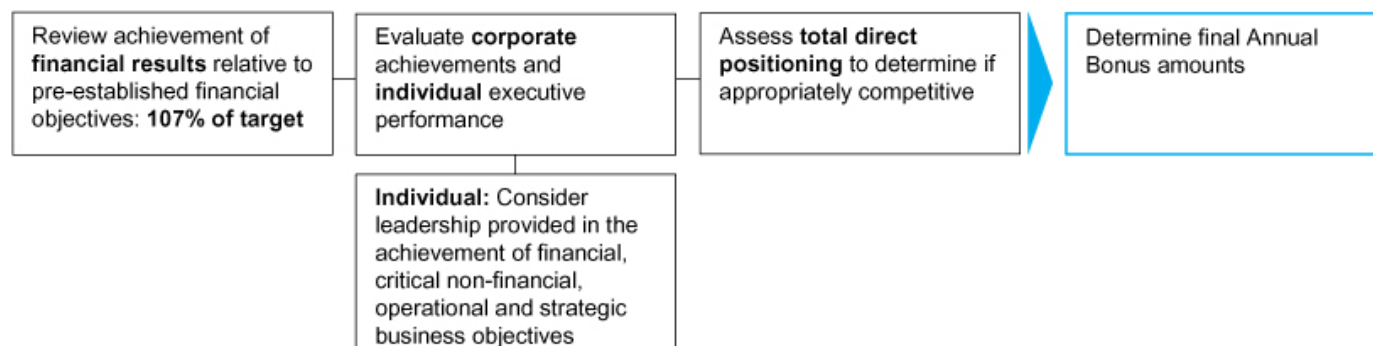 Review achievement of
financial results relative to
pre-established financial
objectives: 107% of target
Evaluate corporate
achievements and
individual executive
performance
Assess total direct
positioning to determine if
appropriately competitive
Determine final Annual
Bonus amounts
Individual: Consider
leadership provided in the
achievement of financial,
critical non-financial,
operational and strategic
business objectives